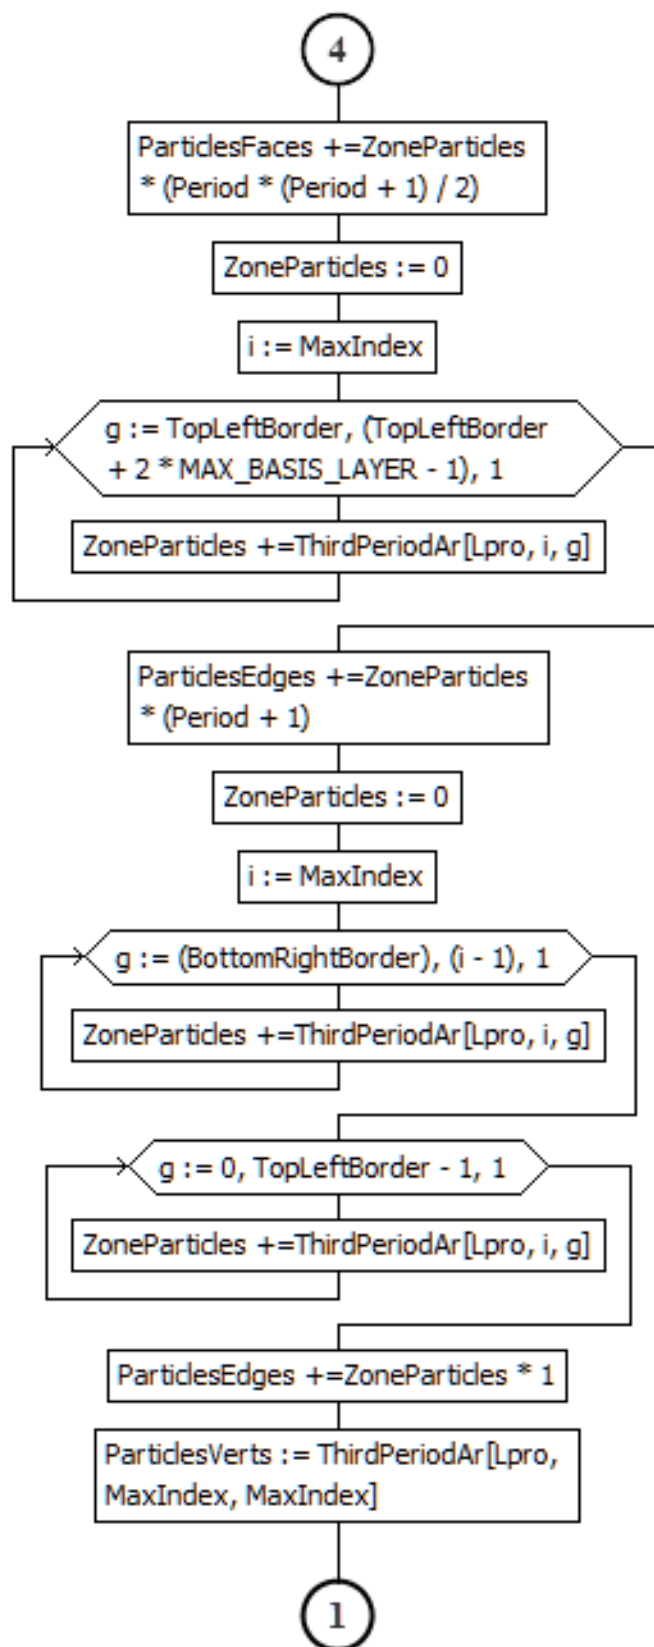 4
ParticlesFaces +=ZoneParticles
* (Period * (Period + 1) / 2)
ZoneParticles := 0
i := MaxIndex
g := TopLeftBorder, (TopLeftBorder
+ 2 * MAX_BASIS_LAYER - 1), 1
ZoneParticles +=ThirdPeriodAr[Lpro, i, g]
ParticlesEdges +=ZoneParticles
* (Period + 1)
ZoneParticles := 0
i := MaxIndex
g := (BottomRightBorder), (i - 1), 1
ZoneParticles +=ThirdPeriodAr[Lpro, i, g]
g := 0, TopLeftBorder - 1, 1
ZoneParticles +=ThirdPeriodAr[Lpro, i, g]
ParticlesEdges +=ZoneParticles * 1
ParticlesVerts := ThirdPeriodAr[Lpro,
MaxIndex, MaxIndex]
1